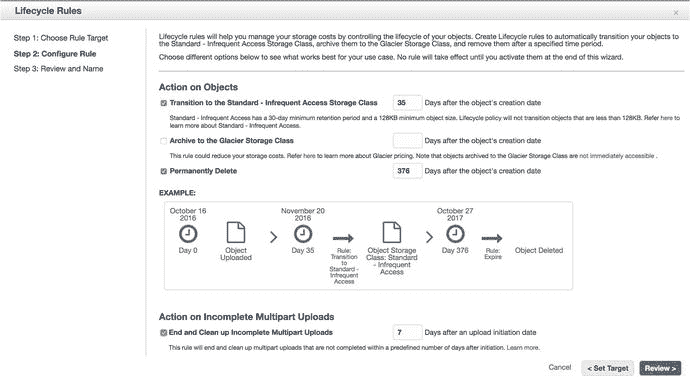 Lifecycle Rules
×
Step 1: Choose Rule Target
Step 2: Configure Rule
Step 3: Review and Name
Lifecycle rules will help you manage your storage costs by controlling the lifecycle of your objects. Create Lifecycle rules to automatically transition your objects to
the Standard - Infrequent Access Storage Class, archive them to the Glacier Storage Class, and remove them after a specified time period.
Choose different options below to see what works best for your use case. No rule will take effect until you activate them at the end of this wizard.
Action on Objects
Transition to the Standard - Infrequent Access Storage Class 35 Days after the object's creation date
Standard - Infrequent Access has a 30-day minimum retention period and a 128KB minimum object size. Lifecycle policy will not transition objects that are less than 128KB. Refer here to
learn more about Standard - Infrequent Access.
Archive to the Glacier Storage Class Days after the object's creation date
This rule could reduce your storage costs. Refer here to learn more about Glacier pricing. Note that objects archived to the Glacier Storage Class are not immediately accessible .
Permanently Delete 376 Days after the object's creation date
EXAMPLE:
October 16 November 20 October 27
2016 2016 2017
Day 0 Object Day 35 Rule: Object Storage Day 376 Rule: Object Deleted
Uploaded Transition Class: Standard Expire
to - Infrequent
Standard - Access
Infrequent
Access
Action on Incomplete Multipart Uploads
End and Clean up Incomplete Multipart Uploads 7 Days after an upload initiation date
This rule will end and clean up multipart uploads that are not completed within a predefined number of days after initiation. Learn more.
Cancel < Set Target Review >